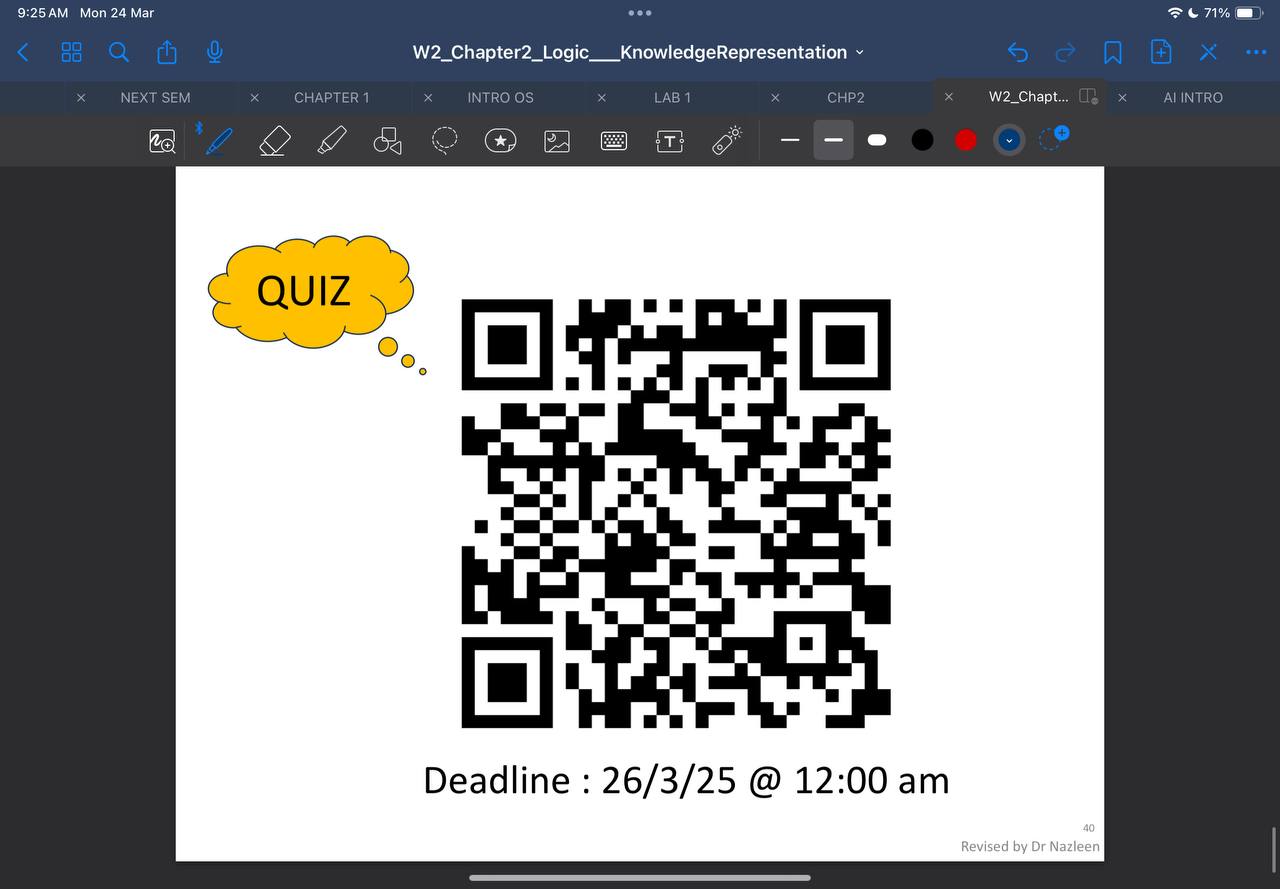 9:25 AM Mon 24 Mar
71%
W2_Chapter2_Logic___KnowledgeRepresentation
NEXT SEM
CHAPTER 1
INTRO OS
LAB 1
CHP2
W2_Chapt...
AI INTRO
QUIZ
Deadline : 26/3/25 @ 12:00 am
40
Revised by Dr Nazleen